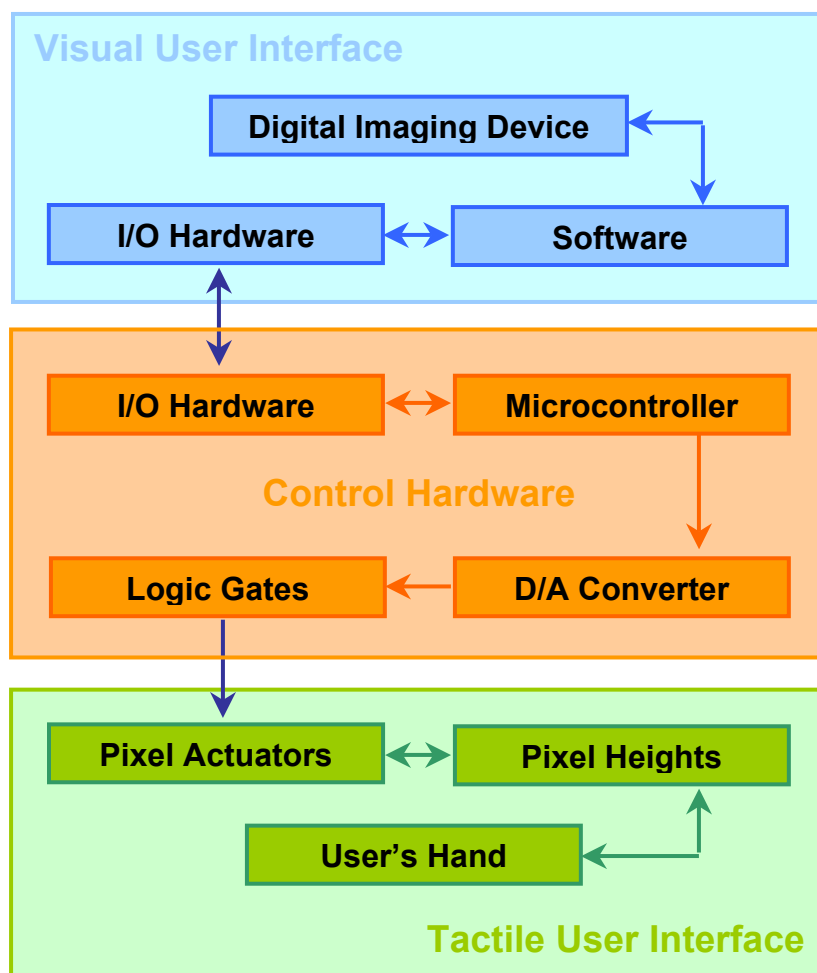 Visual User Interface
Digital Imaging Device
I/O Hardware
Software
I/O Hardware
Microcontroller
Control Hardware
Logic Gates
D/A Converter
Pixel Actuators
Pixel Heights
User's Hand
Tactile User Interface